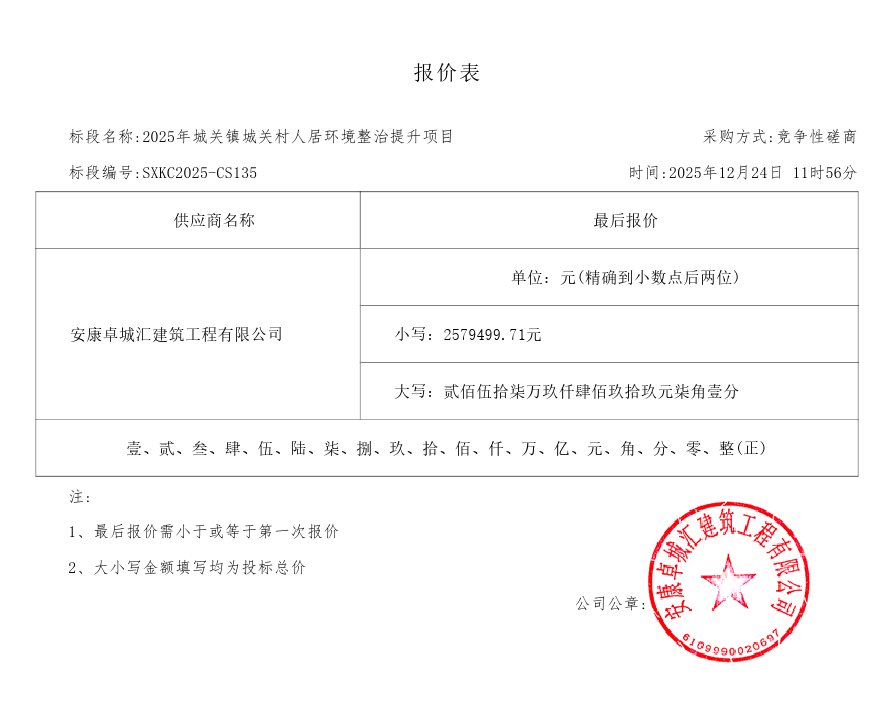 报价表
标段名称:2025年城关镇城关村人居环境整治提升项目 采购方式:竞争性磋商
标段编号:SXKC2025-CS135 时间:2025年12月24日 11时56分
供应商名称 最后报价
单位：元(精确到小数点后两位)
安康卓城汇建筑工程有限公司 小写：2579499.71元
大写：贰佰伍拾柒万玖仟肆佰玖拾玖元柒角壹分
壹、贰、叁、肆、伍、陆、柒、捌、玖、拾、佰、仟、万、亿、元、角、分、零、整(正)
注:
1、最后报价需小于或等于第一次报价
2、大小写金额填写均为投标总价
公司公章:
安康卓城汇建筑工程有限公司
6109990020697